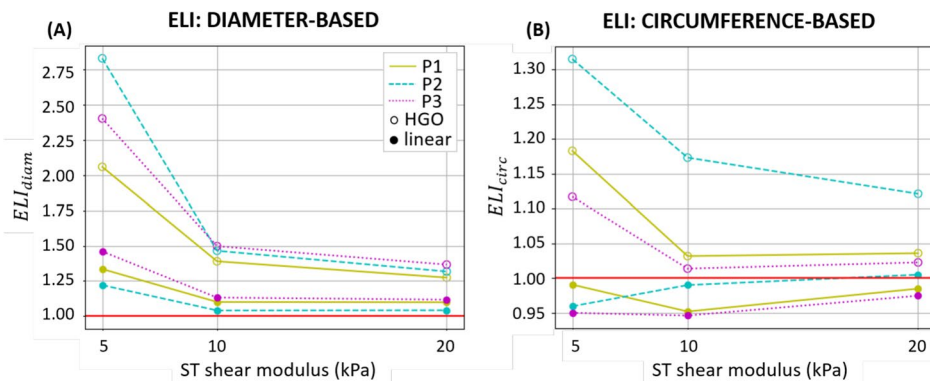 (A) ELI: DIAMETER-BASED
2.75
2.50
2.25
2.00
1.75
1.50
1.25
1.00
ELI_diam
P1
P2
P3
HGO
linear
5 10 20
ST shear modulus (kPa)
(B) ELI: CIRCUMFERENCE-BASED
1.30
1.25
1.20
1.15
1.10
1.05
1.00
0.95
ELI_circ
5 10 20
ST shear modulus (kPa)